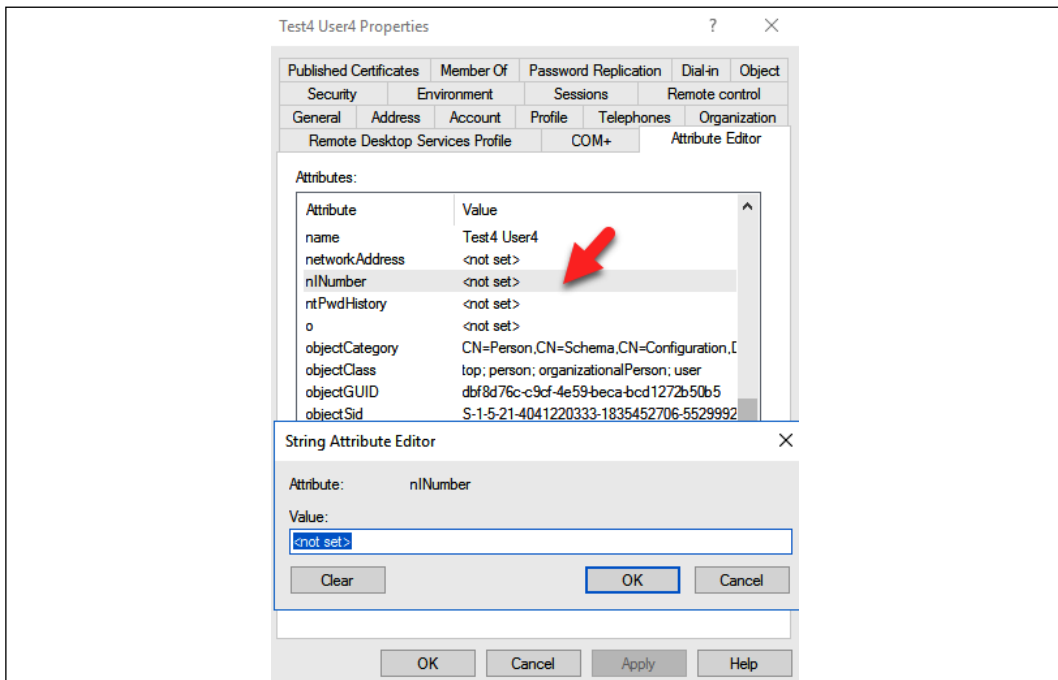 Test4 User4 Properties ? ×
Published Certificates Member Of Password Replication Dial-in Object
Security Environment Sessions Remote control
General Address Account Profile Telephones Organization
Remote Desktop Services Profile COM+ Attribute Editor
Attributes:
Attribute Value
name Test4 User4
networkAddress <not set>
nINumber <not set>
ntPwdHistory <not set>
o <not set>
objectCategory CN=Person,CN=Schema,CN=Configuration,D
objectClass top; person; organizationalPerson; user
objectGUID dbf8d76c-c9cf-4e59-beca-bcd1272b50b5
objectSid S-1-5-21-4041220333-1835452706-5529992
String Attribute Editor ×
Attribute: nINumber
Value:
<not set>
Clear OK Cancel
OK Cancel Apply Help